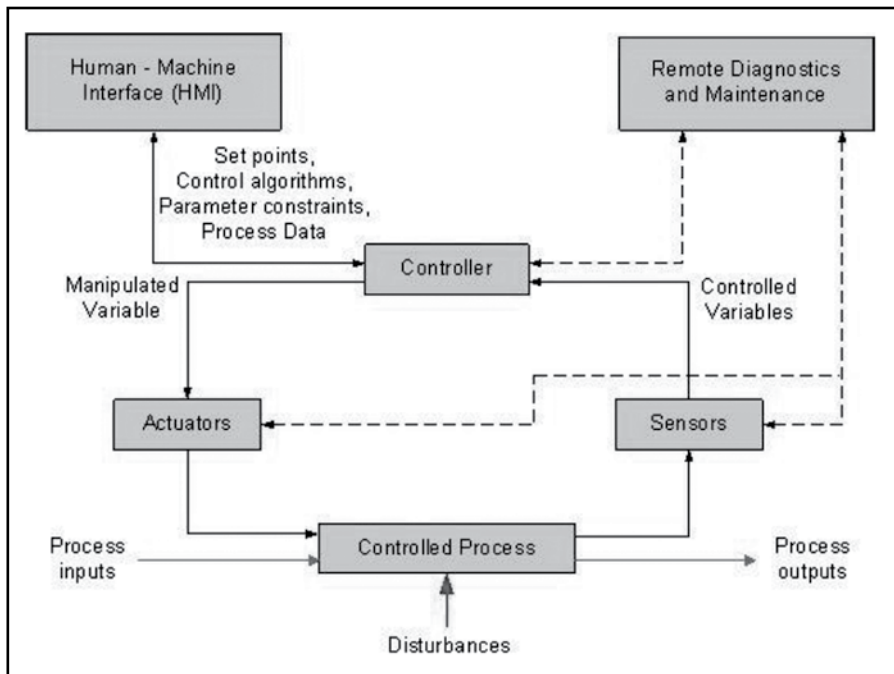 Human - Machine
Interface (HMI)
Remote Diagnostics
and Maintenance
Set points,
Control algorithms,
Parameter constraints,
Process Data
Controller
Manipulated
Variable
Controlled
Variables
Actuators
Sensors
Controlled Process
Process
inputs
Process
outputs
Disturbances